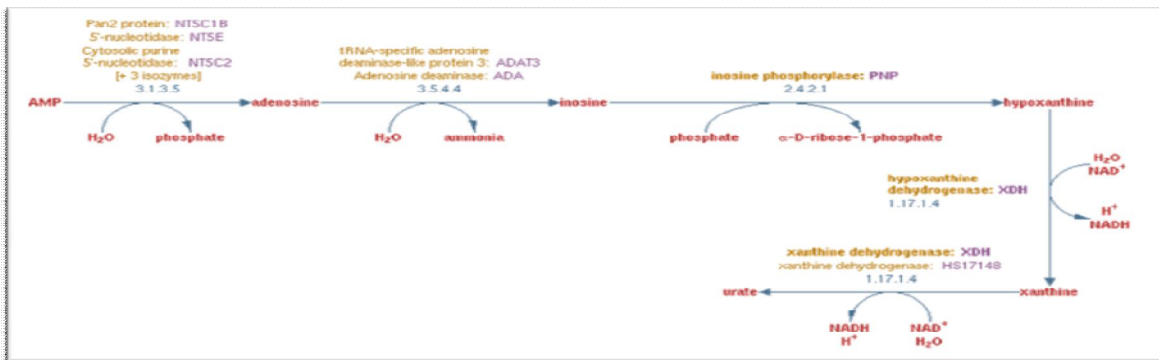 Pan2 protein: NT5C1B
5'-nucleotidase: NT5E
Cytosolic purine
5'-nucleotidase: NT5C2
[+ 3 isozymes]
3.1.3.5
tRNA-specific adenosine
deaminase-like protein 3: ADAT3
Adenosine deaminase: ADA
3.5.4.4
inosine phosphorylase: PNP
2.4.2.1
AMP
adenosine
inosine
hypoxanthine
H₂O
phosphate
H₂O
ammonia
phosphate
α-D-ribose-1-phosphate
H₂O
NAD⁺
hypoxanthine
dehydrogenase: XDH
1.17.1.4
H⁺
NADH
xanthine dehydrogenase: XDH
xanthine dehydrogenase: HS17148
1.17.1.4
urate
xanthine
NADH
H⁺
NAD⁺
H₂O